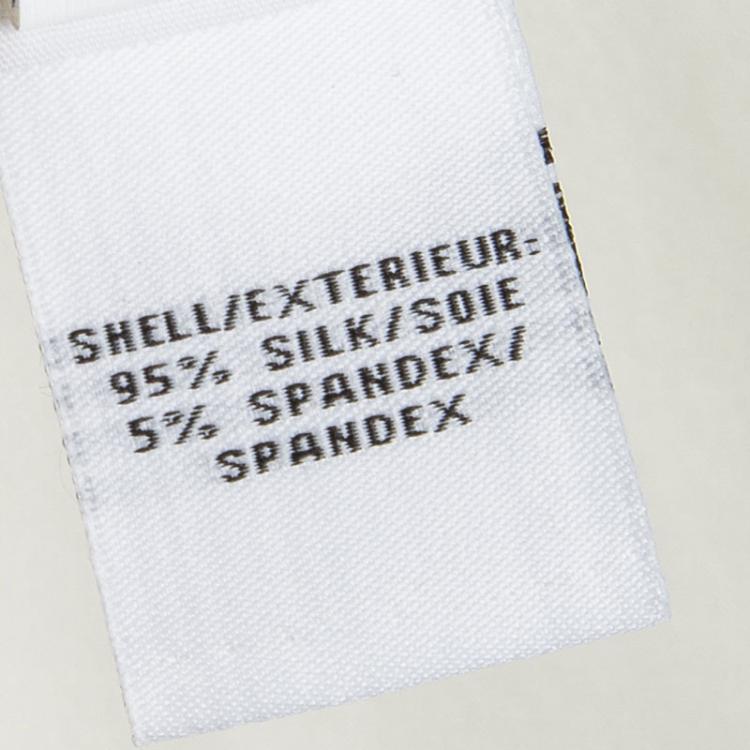 SHELL/EXTERIEUR:
95% SILK/SOIE
5% SPANDEX/
SPANDEX